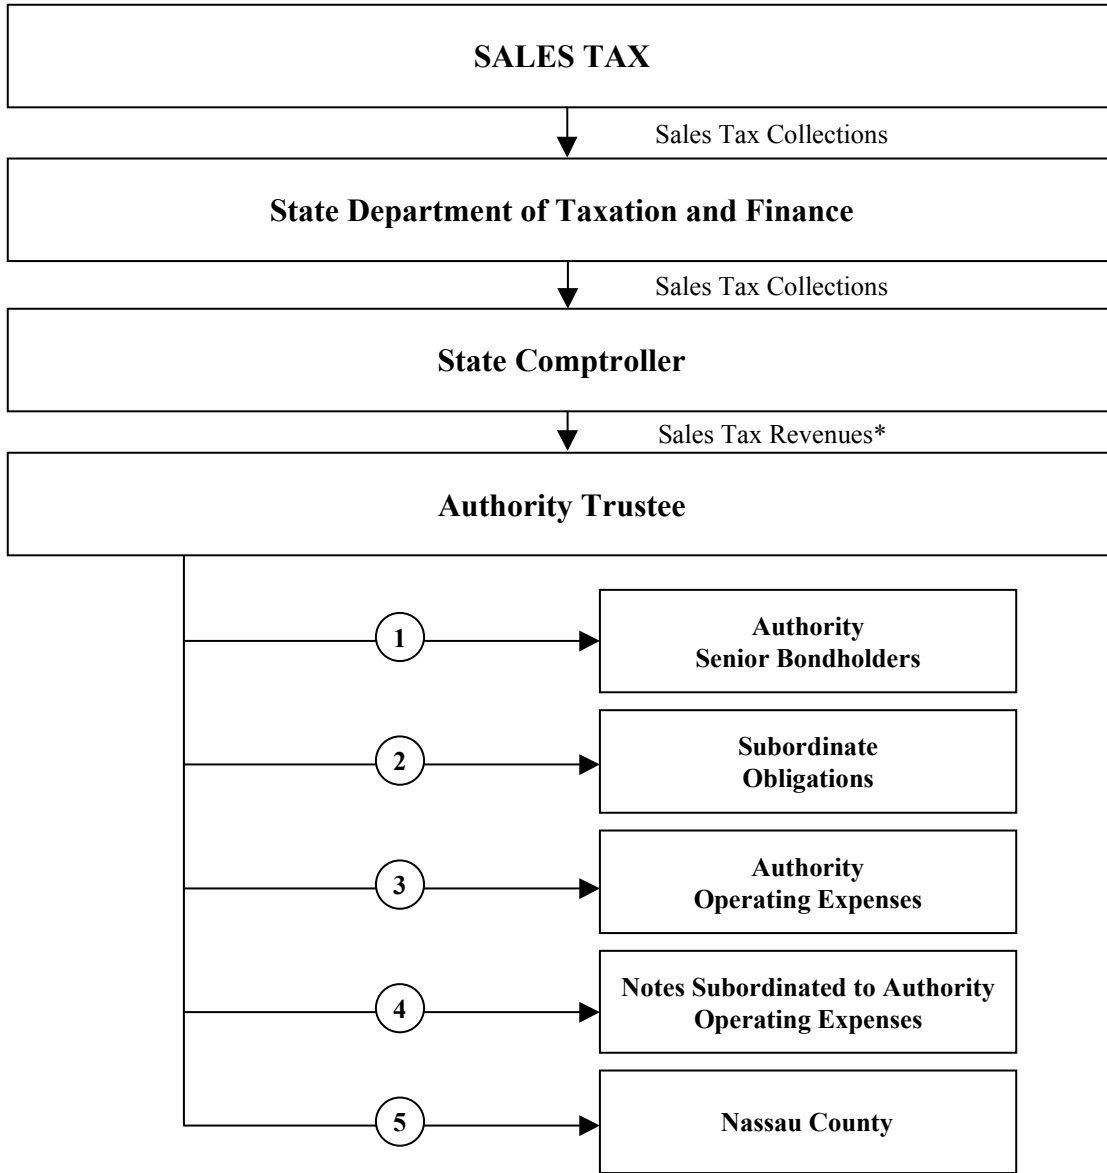 SALES TAX
Sales Tax Collections
State Department of Taxation and Finance
Sales Tax Collections
State Comptroller
Sales Tax Revenues*
Authority Trustee
1
Authority
Senior Bondholders
2
Subordinate
Obligations
3
Authority
Operating Expenses
4
Notes Subordinated to Authority
Operating Expenses
5
Nassau County